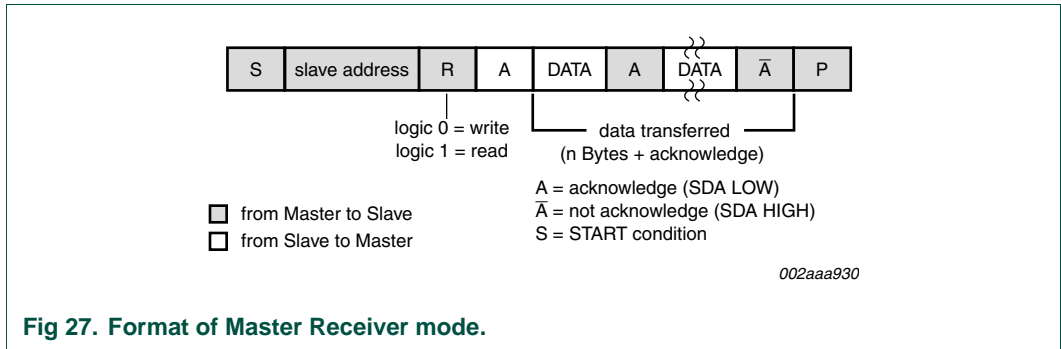 S slave address R A DATA A DATA A̅ P
logic 0 = write
logic 1 = read
data transferred
(n Bytes + acknowledge)
A = acknowledge (SDA LOW)
A̅ = not acknowledge (SDA HIGH)
S = START condition
from Master to Slave
from Slave to Master
002aaa930
Fig 27. Format of Master Receiver mode.